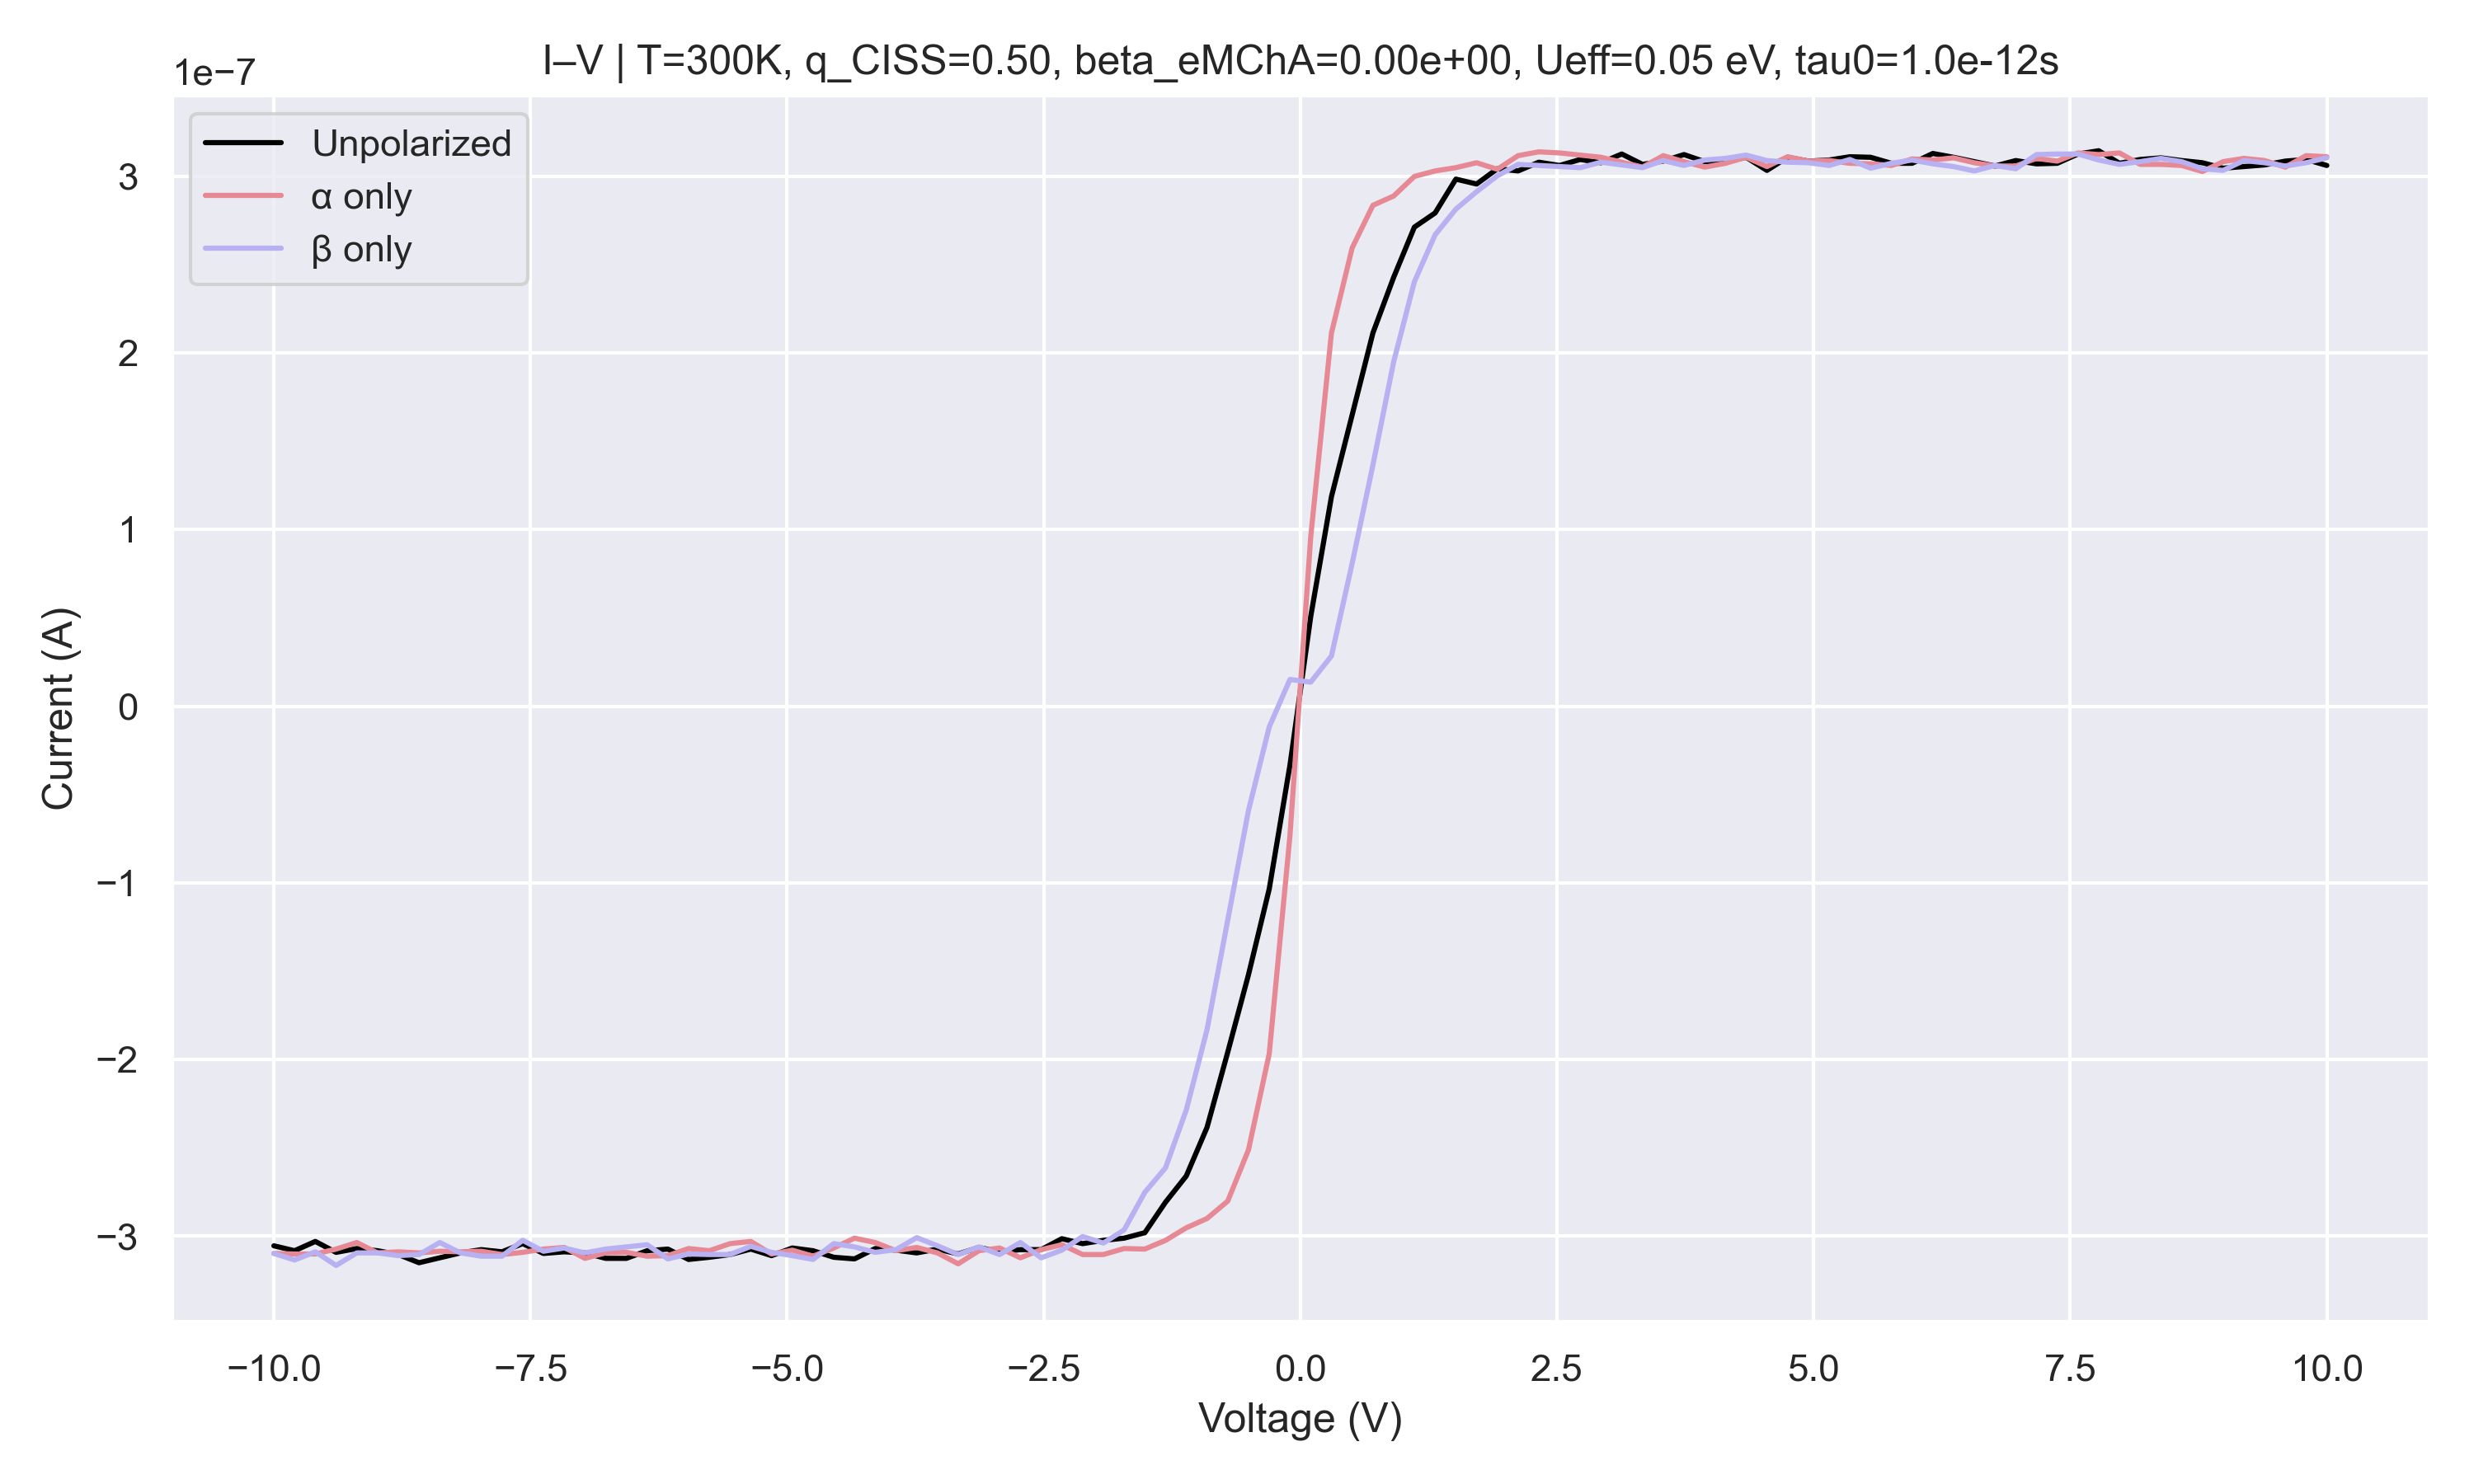 I–V | T=300K, q_CISS=0.50, beta_eMChA=0.00e+00, Ueff=0.05 eV, tau0=1.0e-12s
1e−7
Unpolarized
α only
β only
3
2
1
0
−1
−2
−3
Current (A)
−10.0 −7.5 −5.0 −2.5 0.0 2.5 5.0 7.5 10.0
Voltage (V)